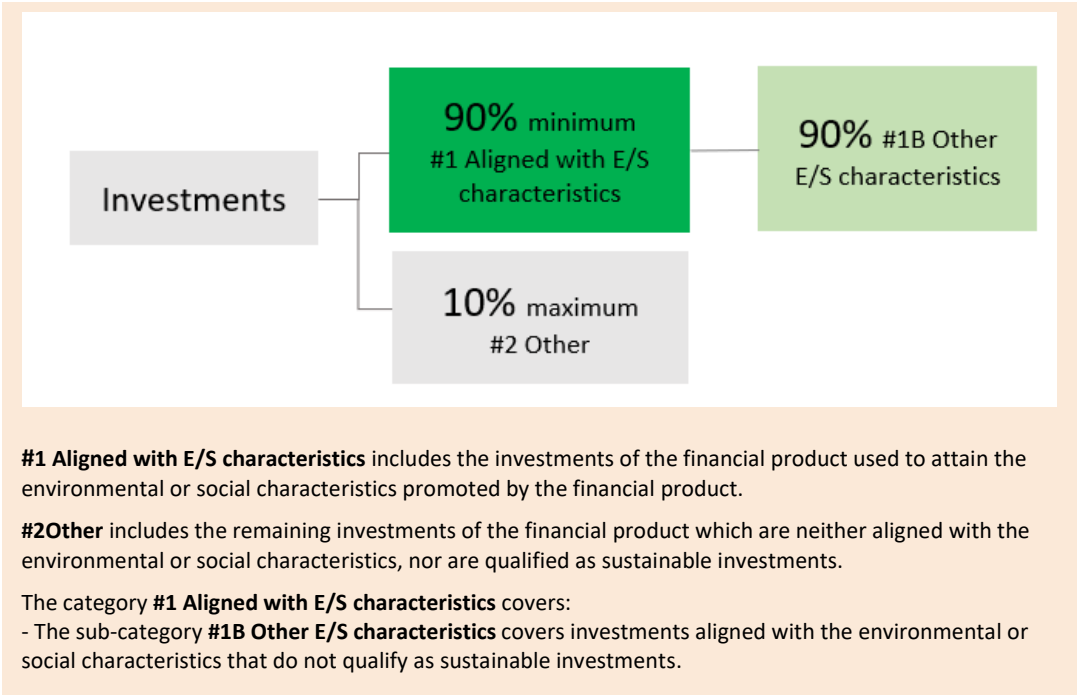 90% minimum
#1 Aligned with E/S
characteristics
90% #1B Other
E/S characteristics
Investments
10% maximum
#2 Other
#1 Aligned with E/S characteristics includes the investments of the financial product used to attain the
environmental or social characteristics promoted by the financial product.
#2Other includes the remaining investments of the financial product which are neither aligned with the
environmental or social characteristics, nor are qualified as sustainable investments.
The category #1 Aligned with E/S characteristics covers:
- The sub-category #1B Other E/S characteristics covers investments aligned with the environmental or
social characteristics that do not qualify as sustainable investments.